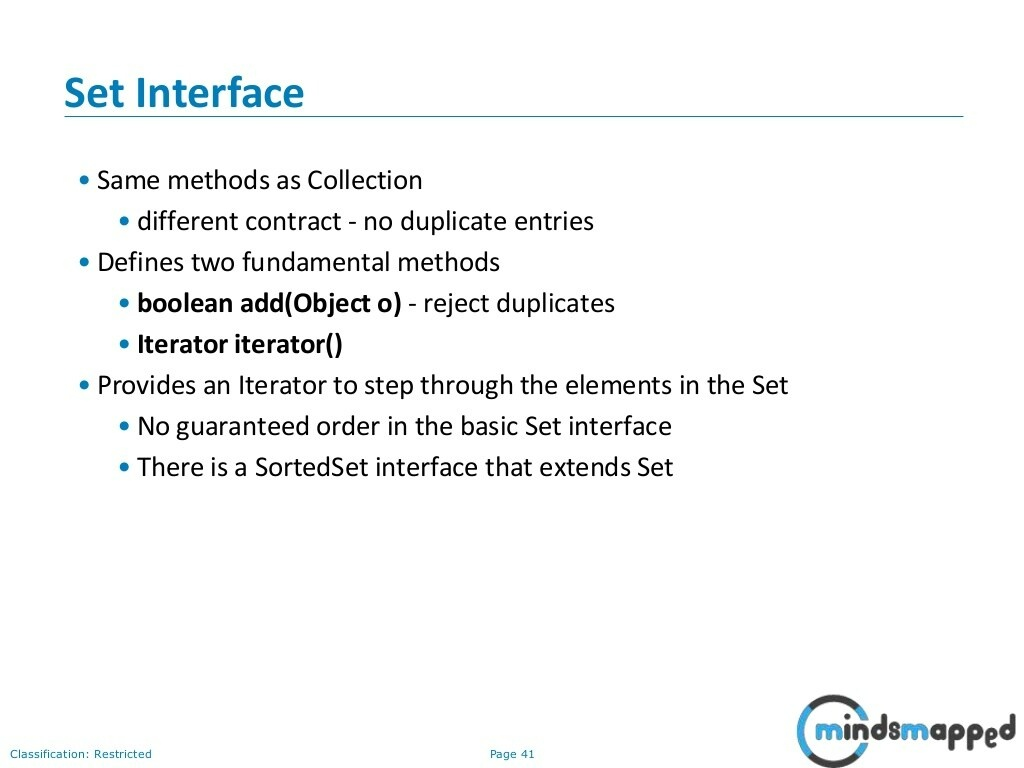 Set Interface
• Same methods as Collection
• different contract - no duplicate entries
• Defines two fundamental methods
• boolean add(Object o) - reject duplicates
• Iterator iterator()
• Provides an Iterator to step through the elements in the Set
• No guaranteed order in the basic Set interface
• There is a SortedSet interface that extends Set
mindsmapped
Classification: Restricted
Page 41